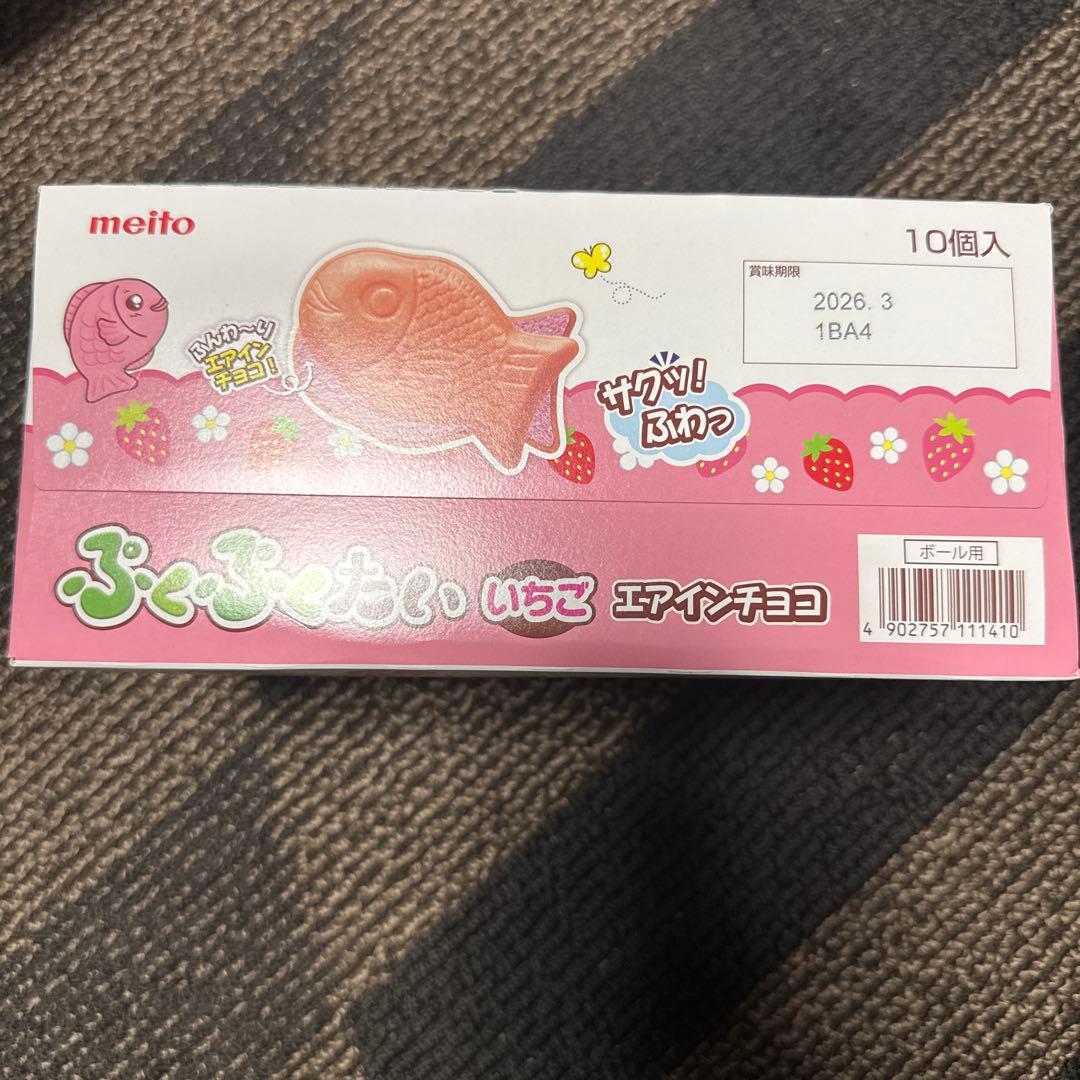 meito
10個入
賞味期限
2026. 3
1BA4
ふんわ〜り
エアイン
チョコ!
サクッ!
ふわっ
ぷくぷくたい
いちご
エアインチョコ
ボール用
4 902757 111410